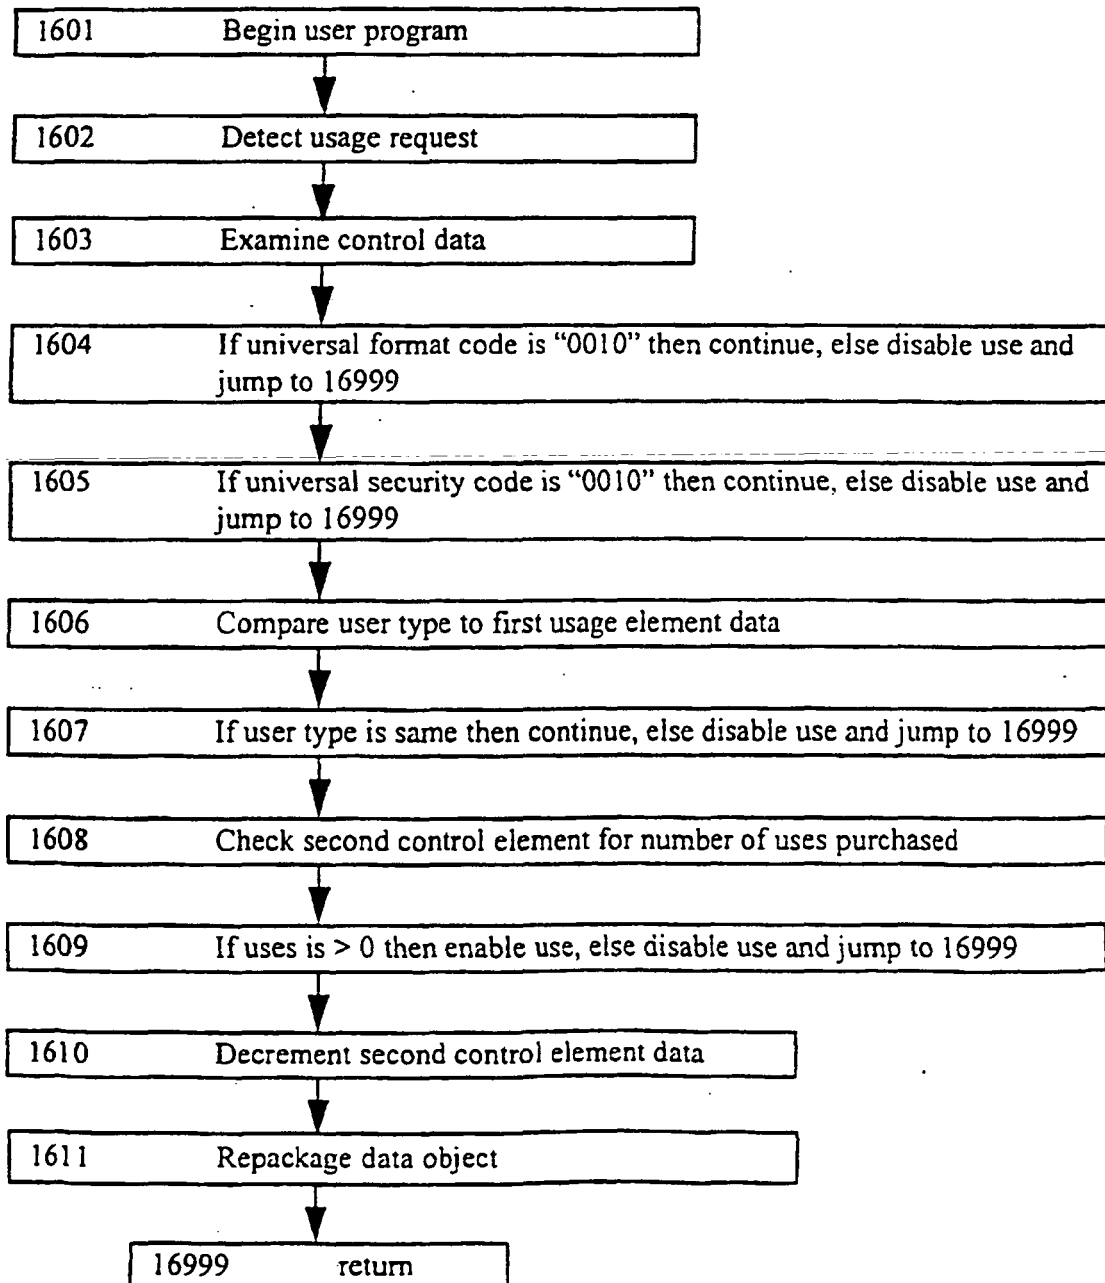 1601 Begin user program
1602 Detect usage request
1603 Examine control data
1604 If universal format code is “0010” then continue, else disable use and
jump to 16999
1605 If universal security code is “0010” then continue, else disable use and
jump to 16999
1606 Compare user type to first usage element data
1607 If user type is same then continue, else disable use and jump to 16999
1608 Check second control element for number of uses purchased
1609 If uses is > 0 then enable use, else disable use and jump to 16999
1610 Decrement second control element data
1611 Repackage data object
16999 return